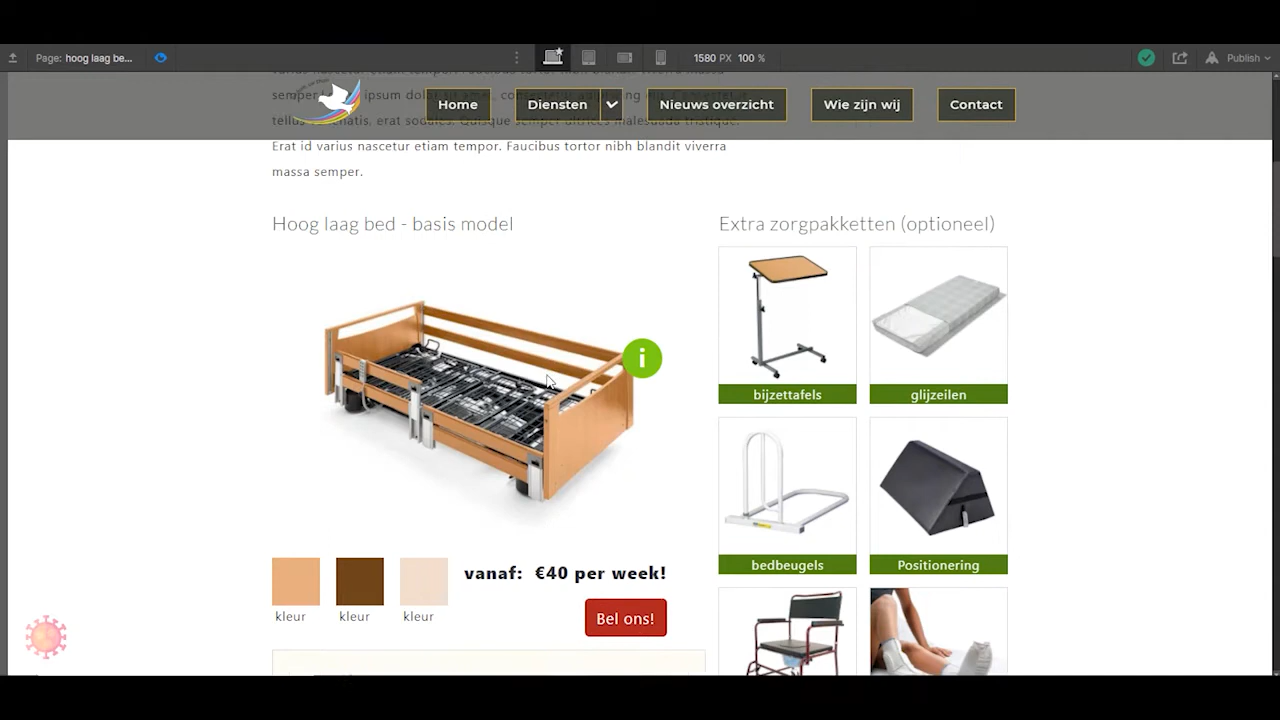 Page: hoog laag be...
1580 PX 100 %
Publish
Home
Diensten
Nieuws overzicht
Wie zijn wij
Contact
Erat id varius nascetur etiam tempor. Faucibus tortor nibh blandit viverra
massa semper.
Hoog laag bed - basis model
Extra zorgpakketten (optioneel)
bijzettafels
glijzeilen
bedbeugels
Positionering
vanaf: €40 per week!
kleur
kleur
kleur
Bel ons!